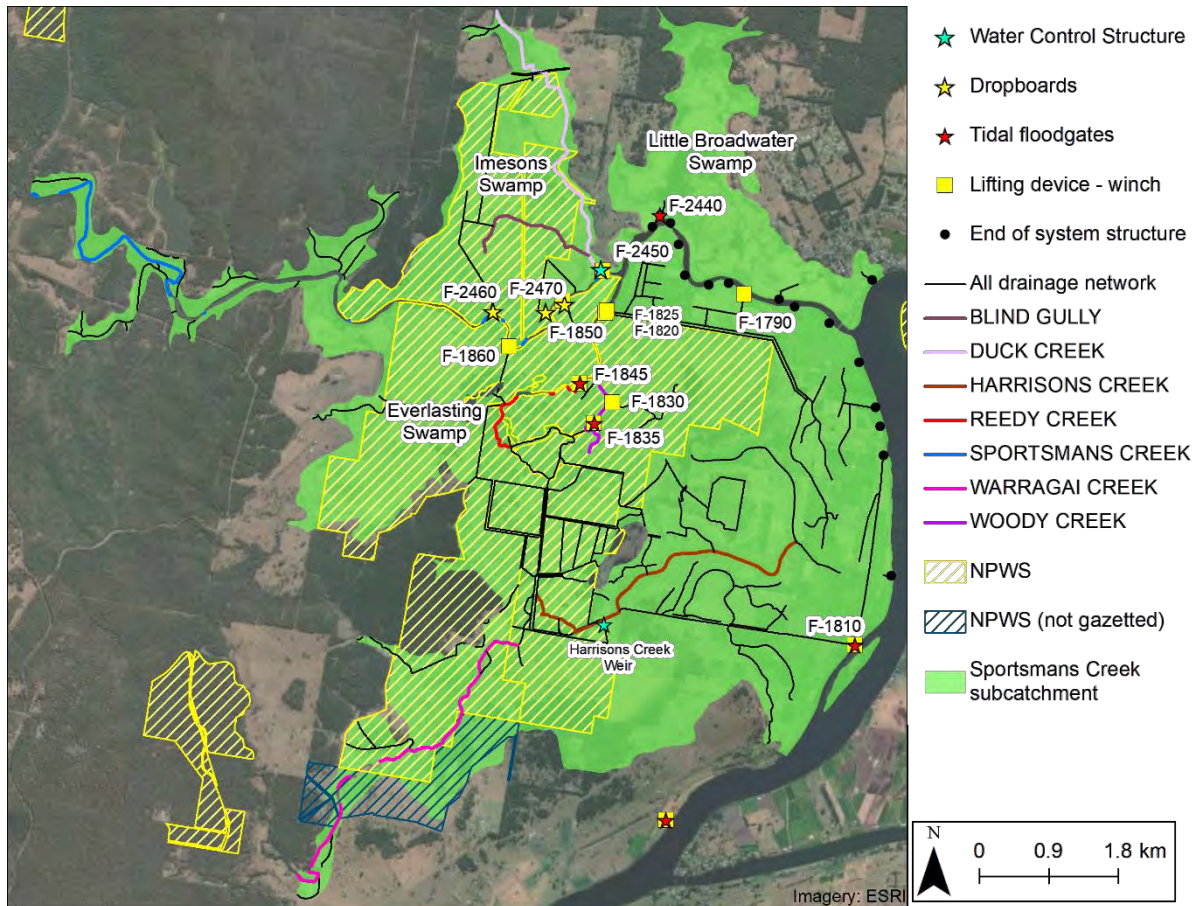 Imesons
Swamp
Little Broadwater
Swamp
F-2440
F-2450
F-2460
F-2470
F-1850
F-1825
F-1820
F-1790
F-1860
F-1845
F-1830
F-1835
Everlasting
Swamp
F-1810
Harrisons Creek
Weir
Imagery: ESRI
Water Control Structure
Dropboards
Tidal floodgates
Lifting device - winch
End of system structure
All drainage network
BLIND GULLY
DUCK CREEK
HARRISONS CREEK
REEDY CREEK
SPORTSMANS CREEK
WARRAGAI CREEK
WOODY CREEK
NPWS
NPWS (not gazetted)
Sportsmans Creek
subcatchment
N
0 0.9 1.8 km